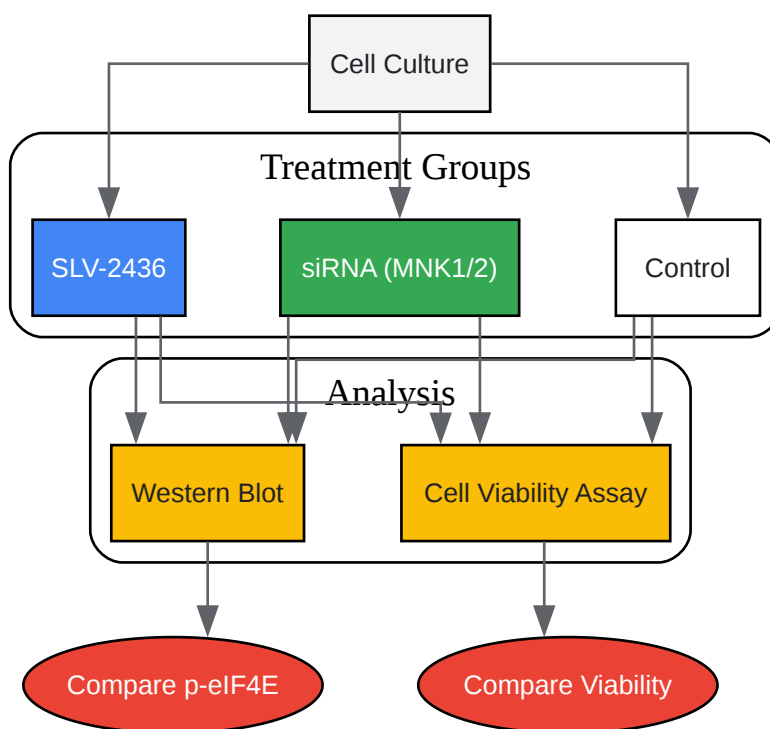 Cell Culture
Treatment Groups
SLV-2436
siRNA (MNK1/2)
Control
Analysis
Western Blot
Cell Viability Assay
Compare p-eIF4E
Compare Viability